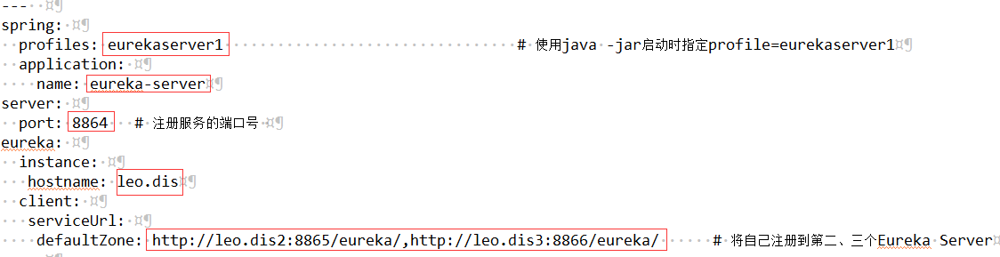 ---
spring:
  profiles: eurekaserver1                                # 使用java -jar启动时指定profile=eurekaserver1
  application:
    name: eureka-server
server:
  port: 8864   # 注册服务的端口号
eureka:
  instance:
   hostname: leo.dis
  client:
   serviceUrl:
    defaultZone: http://leo.dis2:8865/eureka/,http://leo.dis3:8866/eureka/      # 将自己注册到第二、三个Eureka Server